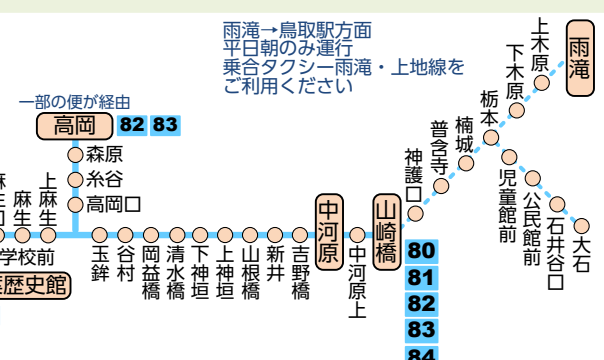 雨滝→鳥取駅方面
平日朝のみ運行
乗合タクシー雨滝・上地線を
ご利用ください
一部の便が経由
高岡
82 83
森原
糸谷
高岡口
麻生
上麻生
学校前
歴史館
玉鉾
谷村
岡益橋
清水橋
下神垣
上神垣
山根橋
新井
吉野橋
中河原
中河原上
山崎橋
80
81
82
83
84
神護口
普含寺
楠城
栃本
下木原
上木原
雨滝
児童館前
公民館前
石井谷口
大石